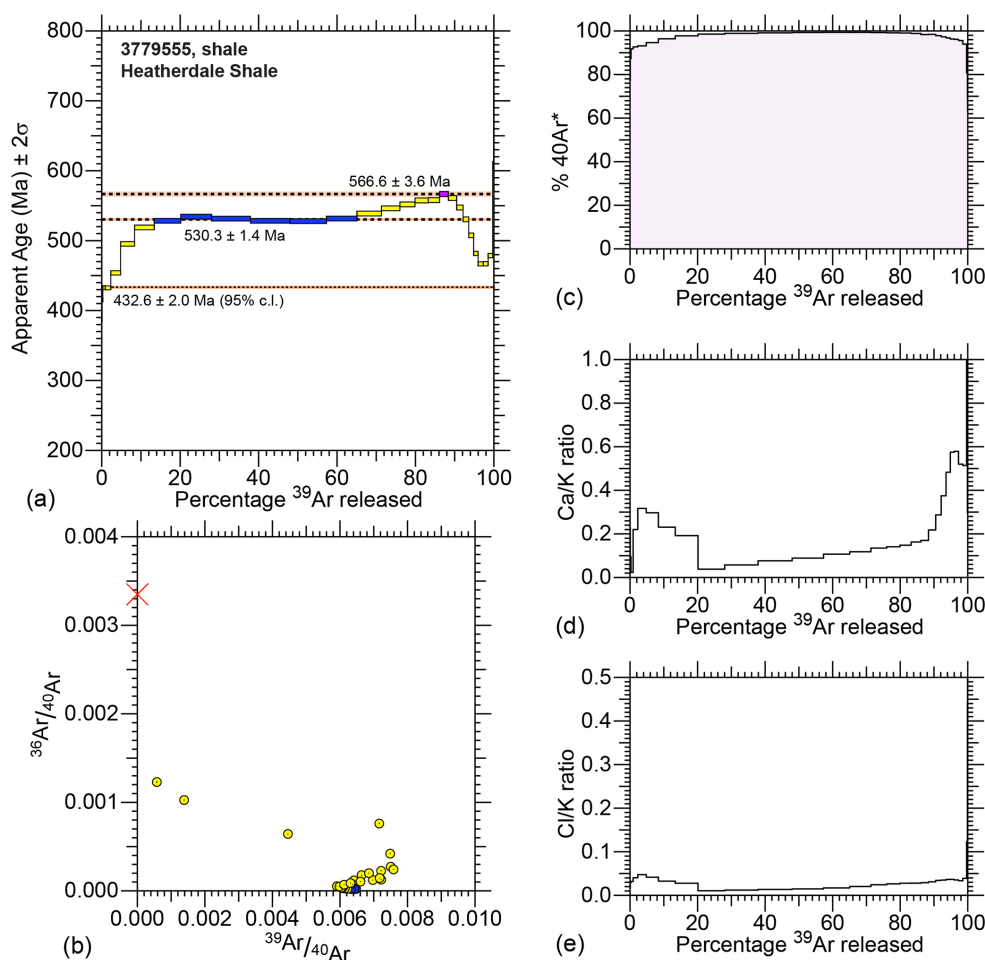 3779555, shale
Heatherdale Shale
Apparent Age (Ma) ± 2σ
800
700
600
500
400
300
200
566.6 ± 3.6 Ma
530.3 ± 1.4 Ma
432.6 ± 2.0 Ma (95% c.l.)
0 20 40 60 80 100
Percentage ³⁹Ar released
(a)
³⁶Ar/⁴⁰Ar
0.004
0.003
0.002
0.001
0.000
0.000 0.002 0.004 0.006 0.008 0.010
³⁹Ar/⁴⁰Ar
(b)
% 40Ar*
100
80
60
40
20
0
0 20 40 60 80 100
Percentage ³⁹Ar released
(c)
Ca/K ratio
1.0
0.8
0.6
0.4
0.2
0.0
0 20 40 60 80 100
Percentage ³⁹Ar released
(d)
Cl/K ratio
0.5
0.4
0.3
0.2
0.1
0.0
0 20 40 60 80 100
Percentage ³⁹Ar released
(e)